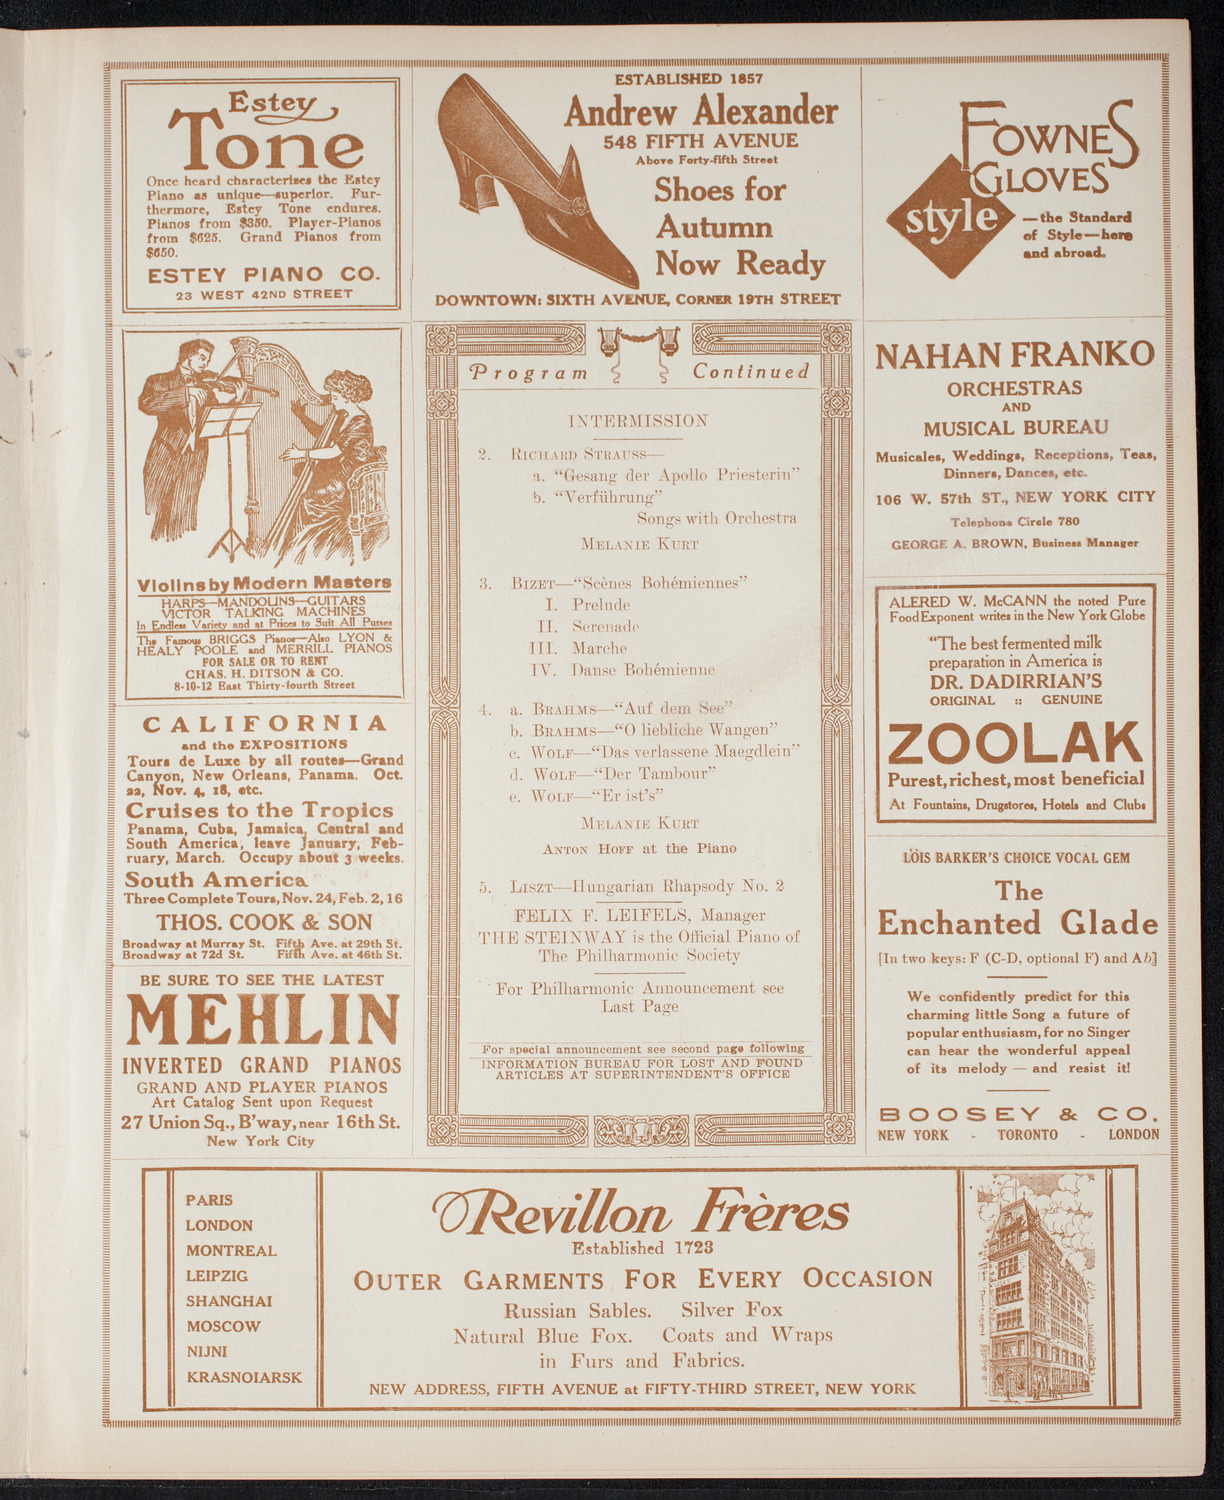 Estey
Tone
Once heard characterizes the Estey
Piano as unique—superior. Fur-
thermore, Estey Tone endures.
Pianos from $350. Player-Pianos
from $625. Grand Pianos from
$650.
ESTEY PIANO CO.
23 WEST 42ND STREET
ESTABLISHED 1857
Andrew Alexander
548 FIFTH AVENUE
Above Forty-fifth Street
Shoes for
Autumn
Now Ready
DOWNTOWN: SIXTH AVENUE, CORNER 19TH STREET
FOWNES
GLOVES
style
—the Standard
of Style—here
and abroad.
Violins by Modern Masters
HARPS—MANDOLINS—GUITARS
VICTOR TALKING MACHINES
In Endless Variety and at Prices to Suit All Purses
The Famous BRIGGS Pianos—Also LYON &
HEALY POOLE and MERRILL PIANOS
FOR SALE OR TO RENT
CHAS. H. DITSON & CO.
8-10-12 East Thirty-fourth Street
CALIFORNIA
and the EXPOSITIONS
Tours de Luxe by all routes—Grand
Canyon, New Orleans, Panama. Oct.
22, Nov. 4, 18, etc.
Cruises to the Tropics
Panama, Cuba, Jamaica, Central and
South America, leave January, Feb-
ruary, March. Occupy about 3 weeks.
South America
Three Complete Tours, Nov. 24, Feb. 2, 16
THOS. COOK & SON
Broadway at Murray St. Fifth Ave. at 29th St.
Broadway at 72d St. Fifth Ave. at 46th St.
BE SURE TO SEE THE LATEST
MEHLIN
INVERTED GRAND PIANOS
GRAND AND PLAYER PIANOS
Art Catalog Sent upon Request
27 Union Sq., B'way, near 16th St.
New York City
Program Continued
INTERMISSION
2. RICHARD STRAUSS—
a. "Gesang der Apollo Priesterin"
b. "Verführung"
Songs with Orchestra
MELANIE KURT
3. BIZET—"Scènes Bohémiennes"
I. Prelude
II. Serenade
III. Marche
IV. Danse Bohémienne
4. a. BRAHMS—"Auf dem See"
b. BRAHMS—"O liebliche Wangen"
c. WOLF—"Das verlassene Maegdlein"
d. WOLF—"Der Tambour"
e. WOLF—"Er ist's"
MELANIE KURT
ANTON HOFF at the Piano
5. LISZT—Hungarian Rhapsody No. 2
FELIX F. LEIFELS, Manager
THE STEINWAY is the Official Piano of
The Philharmonic Society
For Philharmonic Announcement see
Last Page
For special announcement see second page following
INFORMATION BUREAU FOR LOST AND FOUND
ARTICLES AT SUPERINTENDENT'S OFFICE
NAHAN FRANKO
ORCHESTRAS
AND
MUSICAL BUREAU
Musicales, Weddings, Receptions, Teas,
Dinners, Dances, etc.
106 W. 57th ST., NEW YORK CITY
Telephone Circle 780
GEORGE A. BROWN, Business Manager
ALERED W. McCANN the noted Pure
Food Exponent writes in the New York Globe
"The best fermented milk
preparation in America is
DR. DADIRRIAN'S
ORIGINAL :: GENUINE
ZOOLAK
Purest, richest, most beneficial
At Fountains, Drugstores, Hotels and Clubs
LÖIS BARKER'S CHOICE VOCAL GEM
The
Enchanted Glade
[In two keys: F (C-D, optional F) and Ab]
We confidently predict for this
charming little Song a future of
popular enthusiasm, for no Singer
can hear the wonderful appeal
of its melody — and resist it!
BOOSEY & CO.
NEW YORK - TORONTO - LONDON
PARIS
LONDON
MONTREAL
LEIPZIG
SHANGHAI
MOSCOW
NIJNI
KRASNOIARSK
Revillon Frères
Established 1723
OUTER GARMENTS FOR EVERY OCCASION
Russian Sables. Silver Fox
Natural Blue Fox. Coats and Wraps
in Furs and Fabrics.
NEW ADDRESS, FIFTH AVENUE at FIFTY-THIRD STREET, NEW YORK